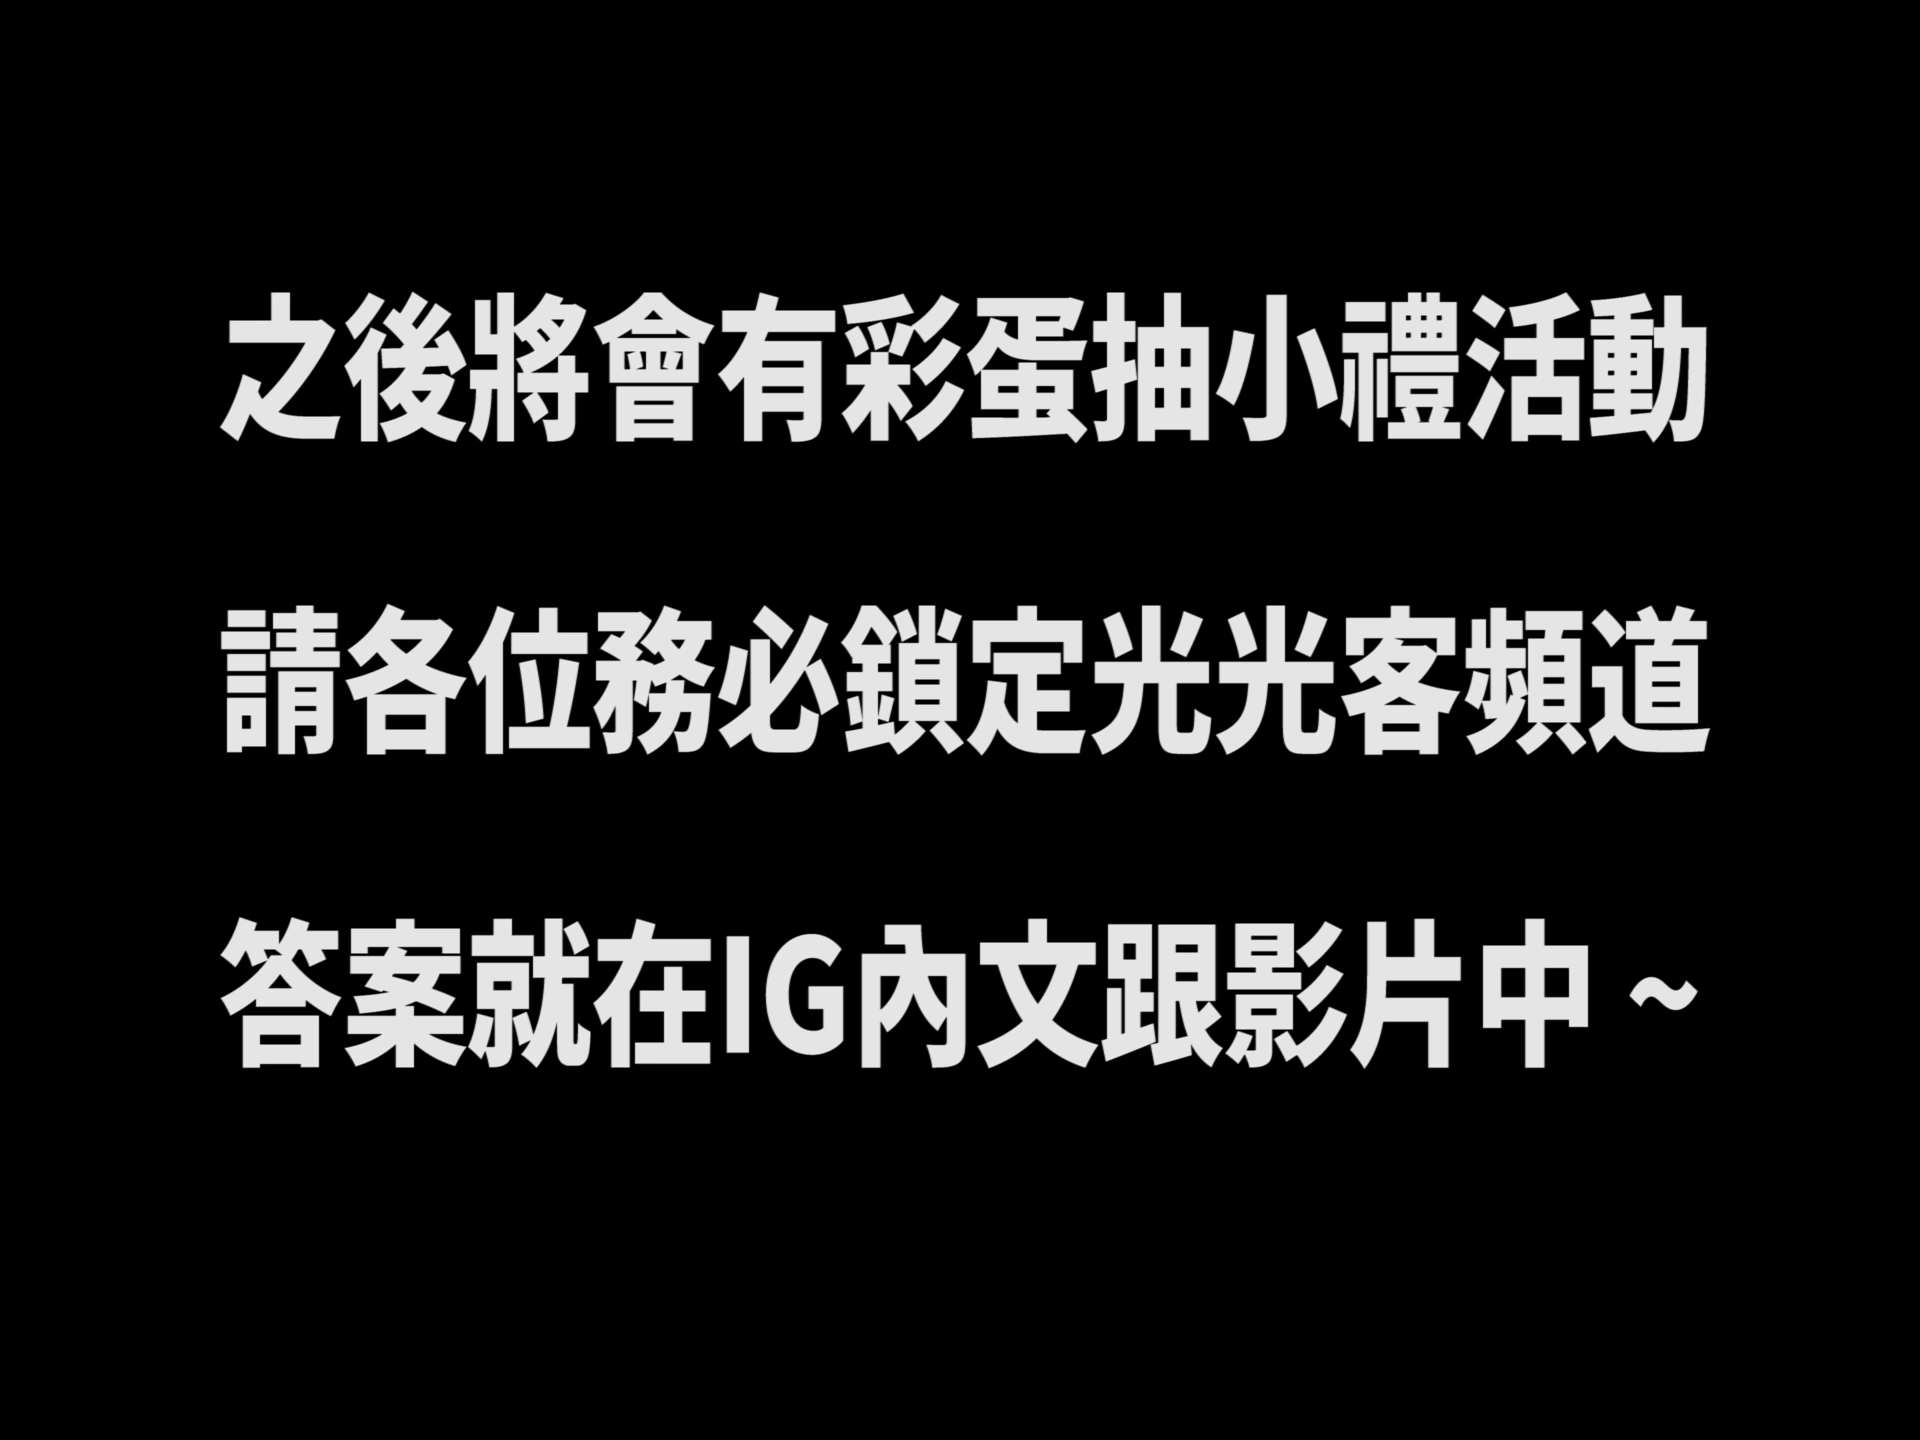 之後將會有彩蛋抽小禮活動
請各位務必鎖定光光客頻道
答案就在IG內文跟影片中~